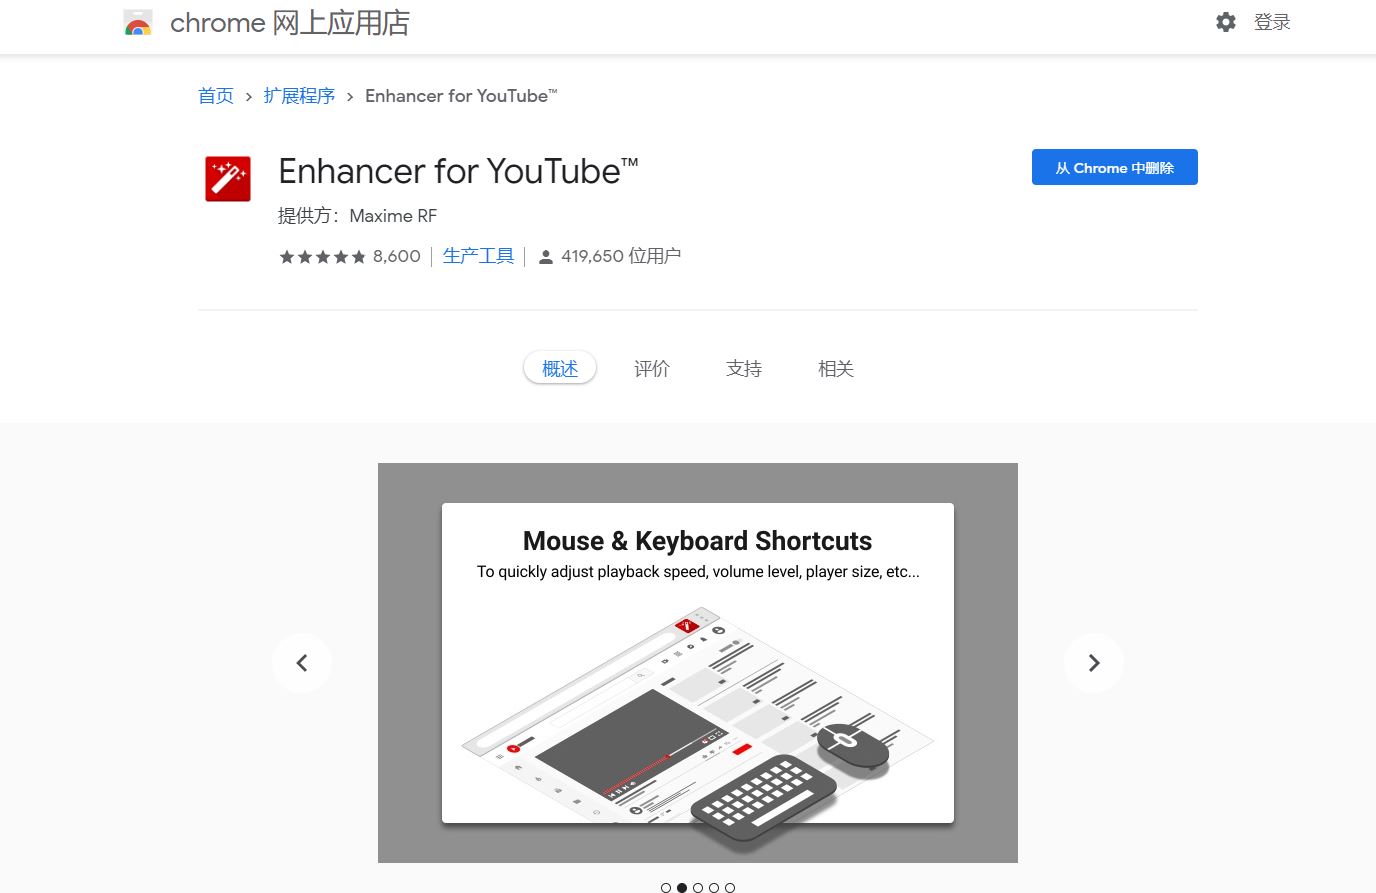 chrome 网上应用店
登录
首页 › 扩展程序 › Enhancer for YouTube™
Enhancer for YouTube™
从 Chrome 中删除
提供方： Maxime RF
8,600 生产工具 419,650 位用户
概述 评价 支持 相关
Mouse & Keyboard Shortcuts
To quickly adjust playback speed, volume level, player size, etc...